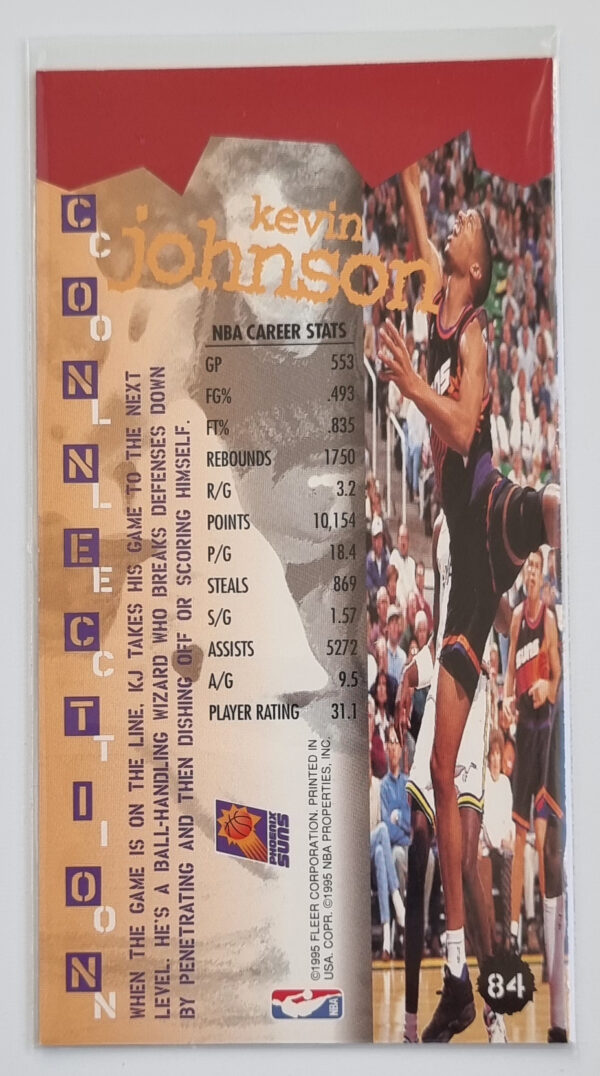 kevin
johnson
CONNECTION
CONNECTION
NBA CAREER STATS
GP 553
FG% .493
FT% .835
REBOUNDS 1750
R/G 3.2
POINTS 10,154
P/G 18.4
STEALS 869
S/G 1.57
ASSISTS 5272
A/G 9.5
PLAYER RATING 31.1
WHEN THE GAME IS ON THE LINE, KJ TAKES HIS GAME TO THE NEXT
LEVEL. HE'S A BALL-HANDLING WIZARD WHO BREAKS DEFENSES DOWN
BY PENETRATING AND THEN DISHING OFF OR SCORING HIMSELF.
PHOENIX
SUNS
©1995 FLEER CORPORATION. PRINTED IN
USA. COPR. ©1995 NBA PROPERTIES, INC.
NBA
84